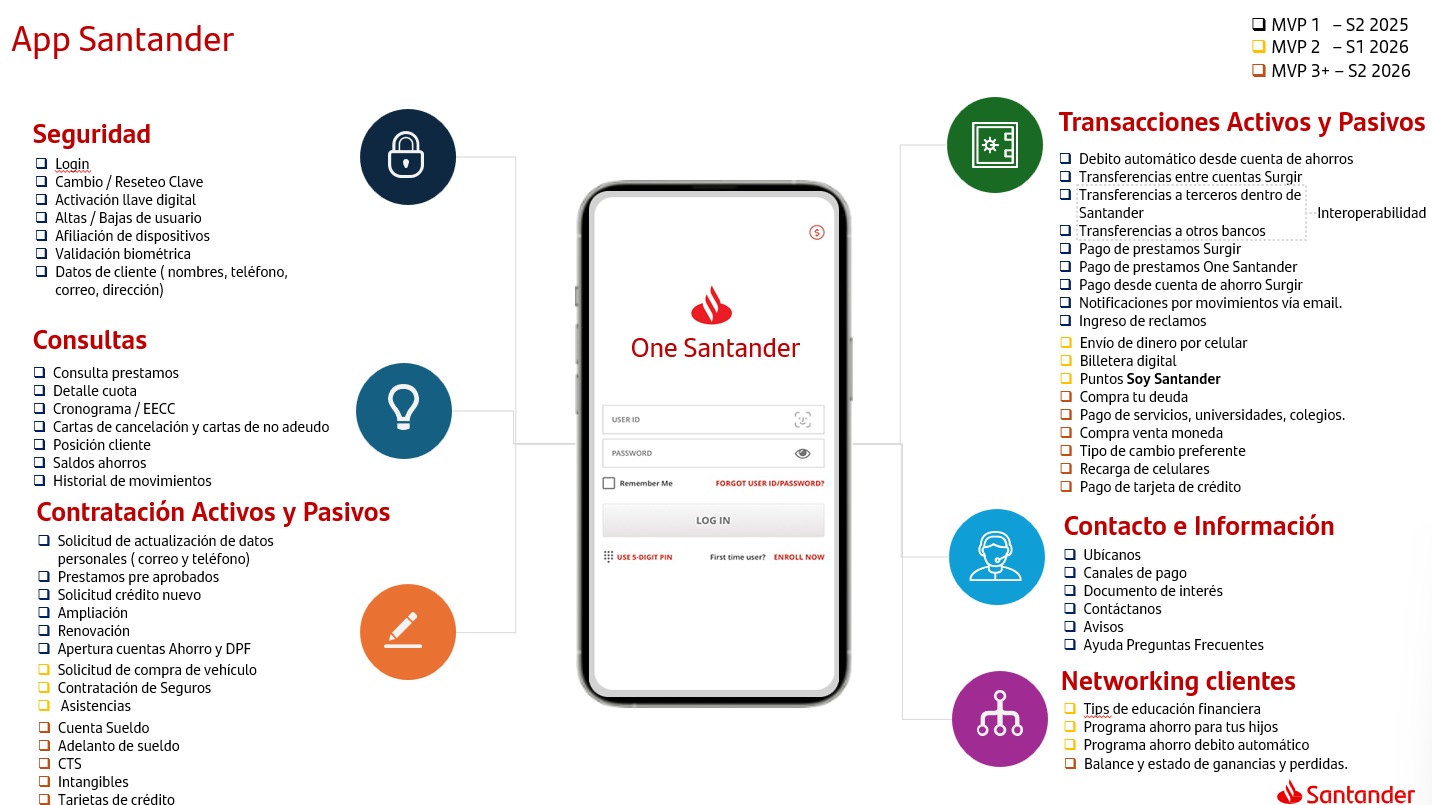 App Santander
MVP 1 – S2 2025
MVP 2 – S1 2026
MVP 3+ – S2 2026
Seguridad
Login
Cambio / Reseteo Clave
Activación llave digital
Altas / Bajas de usuario
Afiliación de dispositivos
Validación biométrica
Datos de cliente ( nombres, teléfono,
correo, dirección)
Consultas
Consulta prestamos
Detalle cuota
Cronograma / EECC
Cartas de cancelación y cartas de no adeudo
Posición cliente
Saldos ahorros
Historial de movimientos
Contratación Activos y Pasivos
Solicitud de actualización de datos
personales ( correo y teléfono)
Prestamos pre aprobados
Solicitud crédito nuevo
Ampliación
Renovación
Apertura cuentas Ahorro y DPF
Solicitud de compra de vehículo
Contratación de Seguros
Asistencias
Cuenta Sueldo
Adelanto de sueldo
CTS
Intangibles
Tarjetas de crédito
One Santander
USER ID
PASSWORD
Remember Me
FORGOT USER ID/PASSWORD?
LOG IN
USE 5-DIGIT PIN
First time user? ENROLL NOW
Transacciones Activos y Pasivos
Debito automático desde cuenta de ahorros
Transferencias entre cuentas Surgir
Transferencias a terceros dentro de
Santander
Interoperabilidad
Transferencias a otros bancos
Pago de prestamos Surgir
Pago de prestamos One Santander
Pago desde cuenta de ahorro Surgir
Notificaciones por movimientos vía email.
Ingreso de reclamos
Envío de dinero por celular
Billetera digital
Puntos Soy Santander
Compra tu deuda
Pago de servicios, universidades, colegios.
Compra venta moneda
Tipo de cambio preferente
Recarga de celulares
Pago de tarjeta de crédito
Contacto e Información
Ubícanos
Canales de pago
Documento de interés
Contáctanos
Avisos
Ayuda Preguntas Frecuentes
Networking clientes
Tips de educación financiera
Programa ahorro para tus hijos
Programa ahorro debito automático
Balance y estado de ganancias y perdidas.
Santander